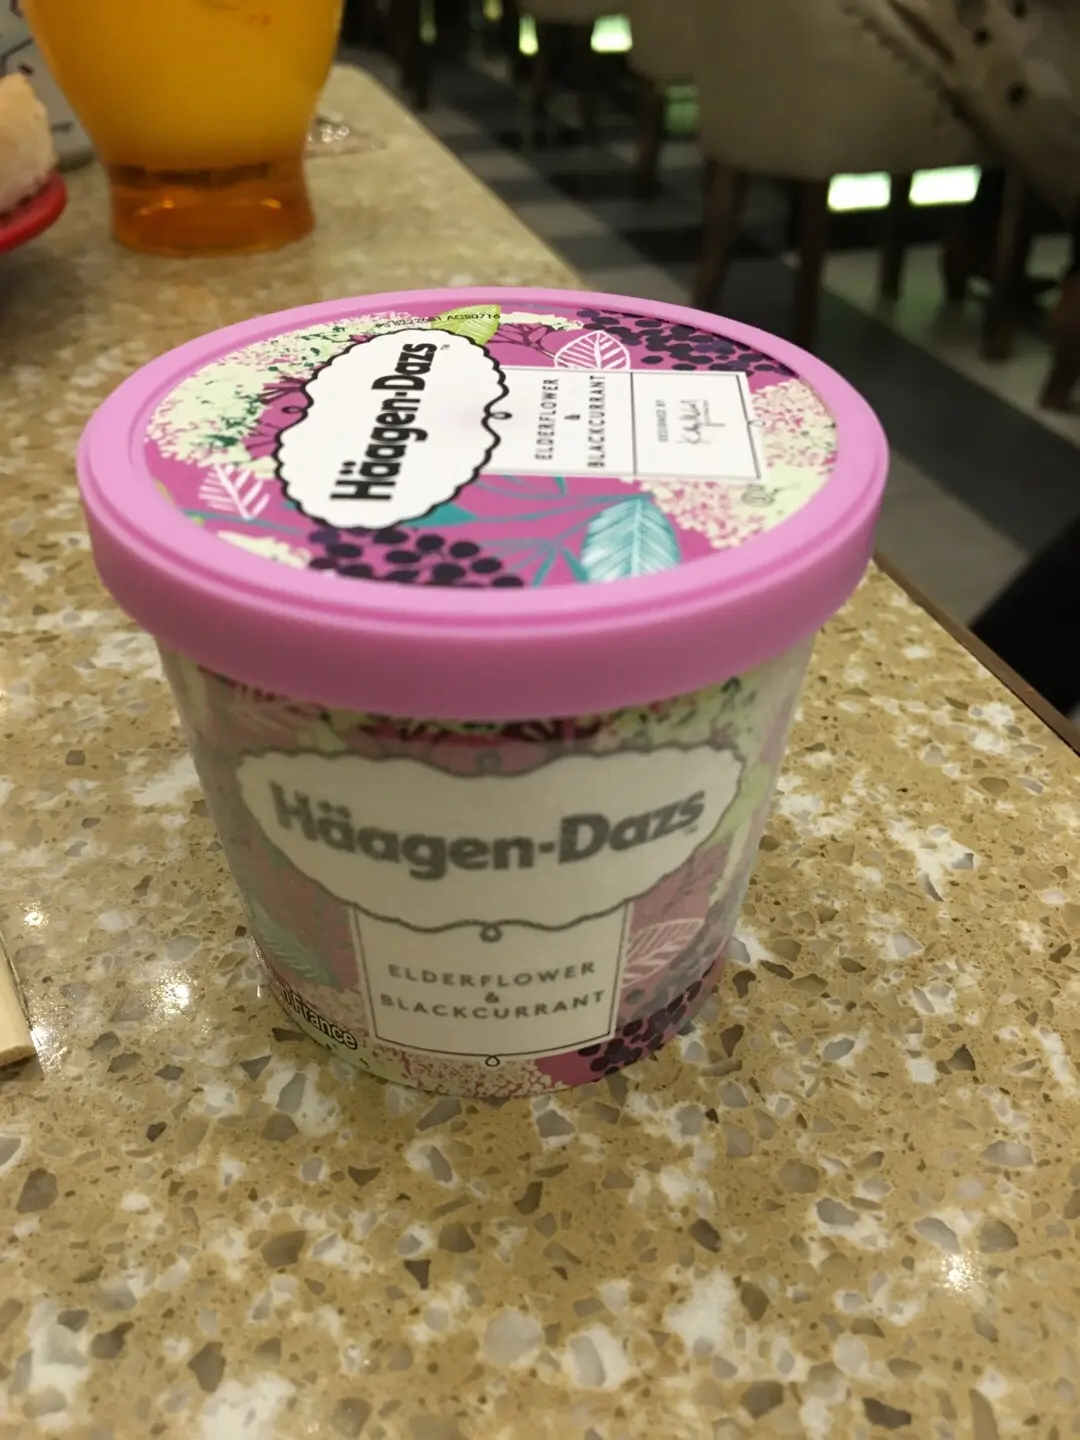 Häagen-Dazs
ELDERFLOWER
&
BLACKCURRANT
DESIGNED BY
Häagen-Dazs
ELDERFLOWER
&
BLACKCURRANT
France